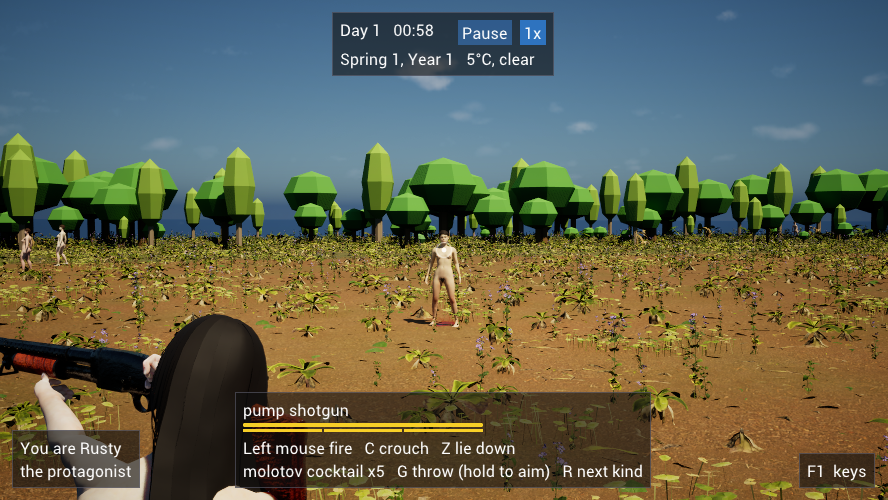 Day 1 00:58 Pause 1x
Spring 1, Year 1 5°C, clear
pump shotgun
Left mouse fire C crouch Z lie down
molotov cocktail x5 G throw (hold to aim) R next kind
You are Rusty
the protagonist
F1 keys